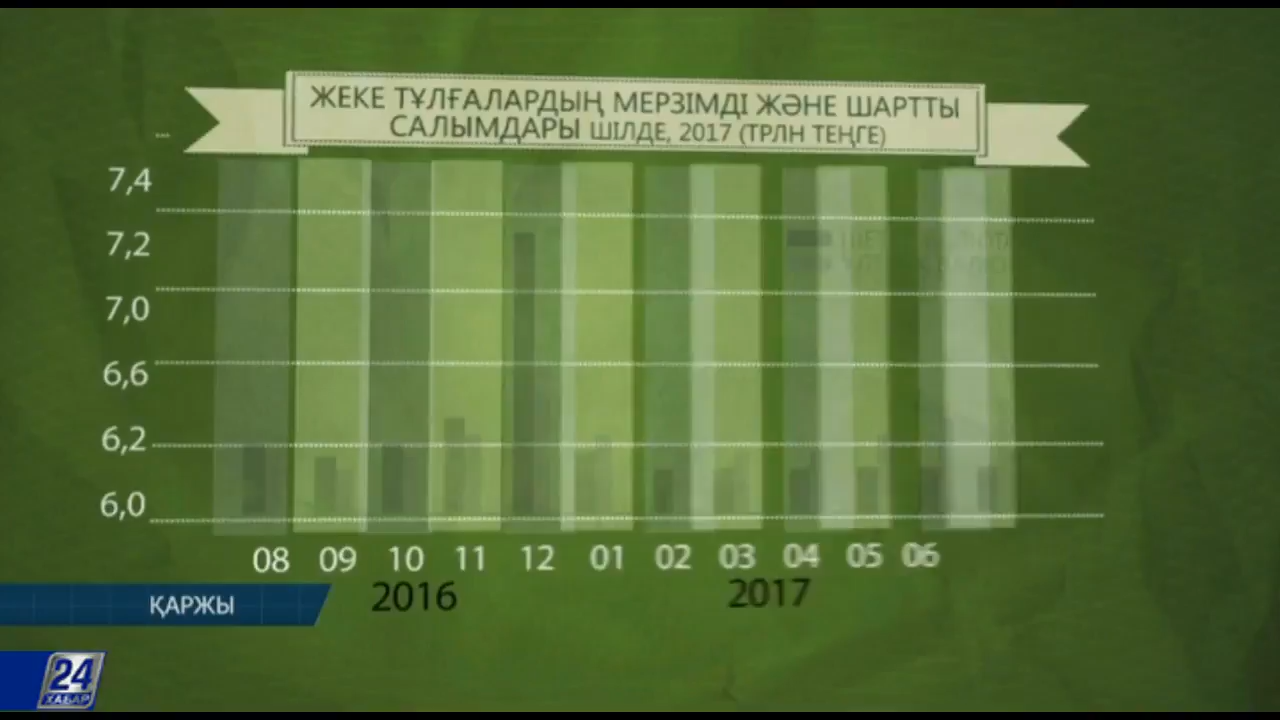 ЖЕКЕ ТҰЛҒАЛАРДЫҢ МЕРЗІМДІ ЖӘНЕ ШАРТТЫ
САЛЫМДАРЫ ШІЛДЕ, 2017 (ТРЛН ТЕҢГЕ)
...
7,4
7,2
7,0
6,6
6,2
6,0
08 09 10 11 12 01 02 03 04 05 06
2016 2017
ҚАРЖЫ
24
ХАБАР